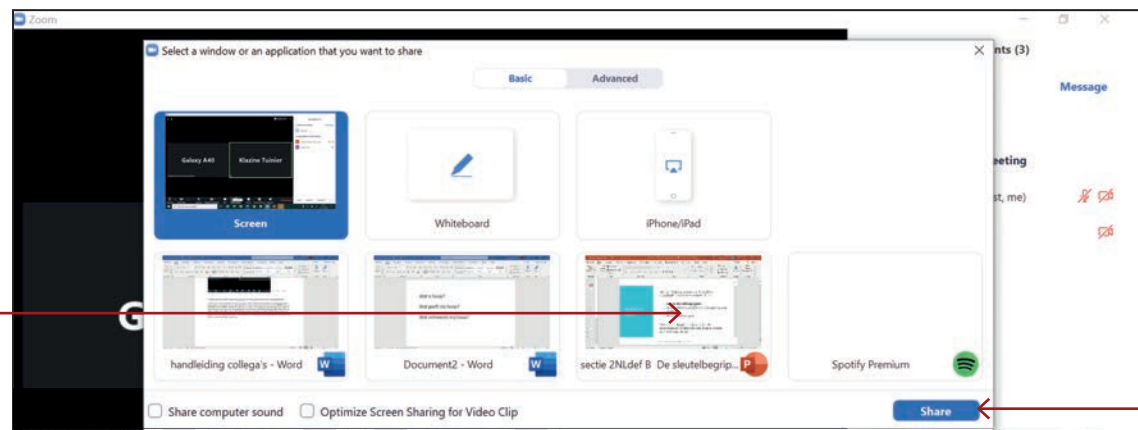 Zoom
Select a window or an application that you want to share
nts (3)
Basic Advanced
Message
Galaxy A40 Klazine Tuinier
eeting
st, me)
Screen Whiteboard iPhone/iPad
G
handleiding collega's - Word Document2 - Word sectie 2NLdef B De sleutelbegrip... Spotify Premium
Share computer sound Optimize Screen Sharing for Video Clip Share